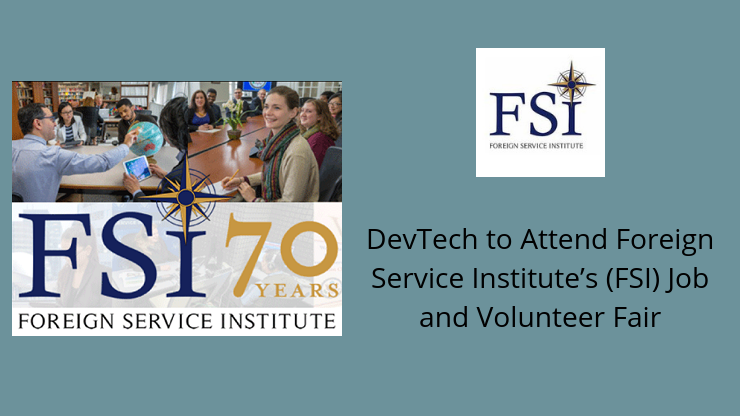 FSI 70
YEARS
FOREIGN SERVICE INSTITUTE
FSI
FOREIGN SERVICE INSTITUTE
DevTech to Attend Foreign
Service Institute’s (FSI) Job
and Volunteer Fair